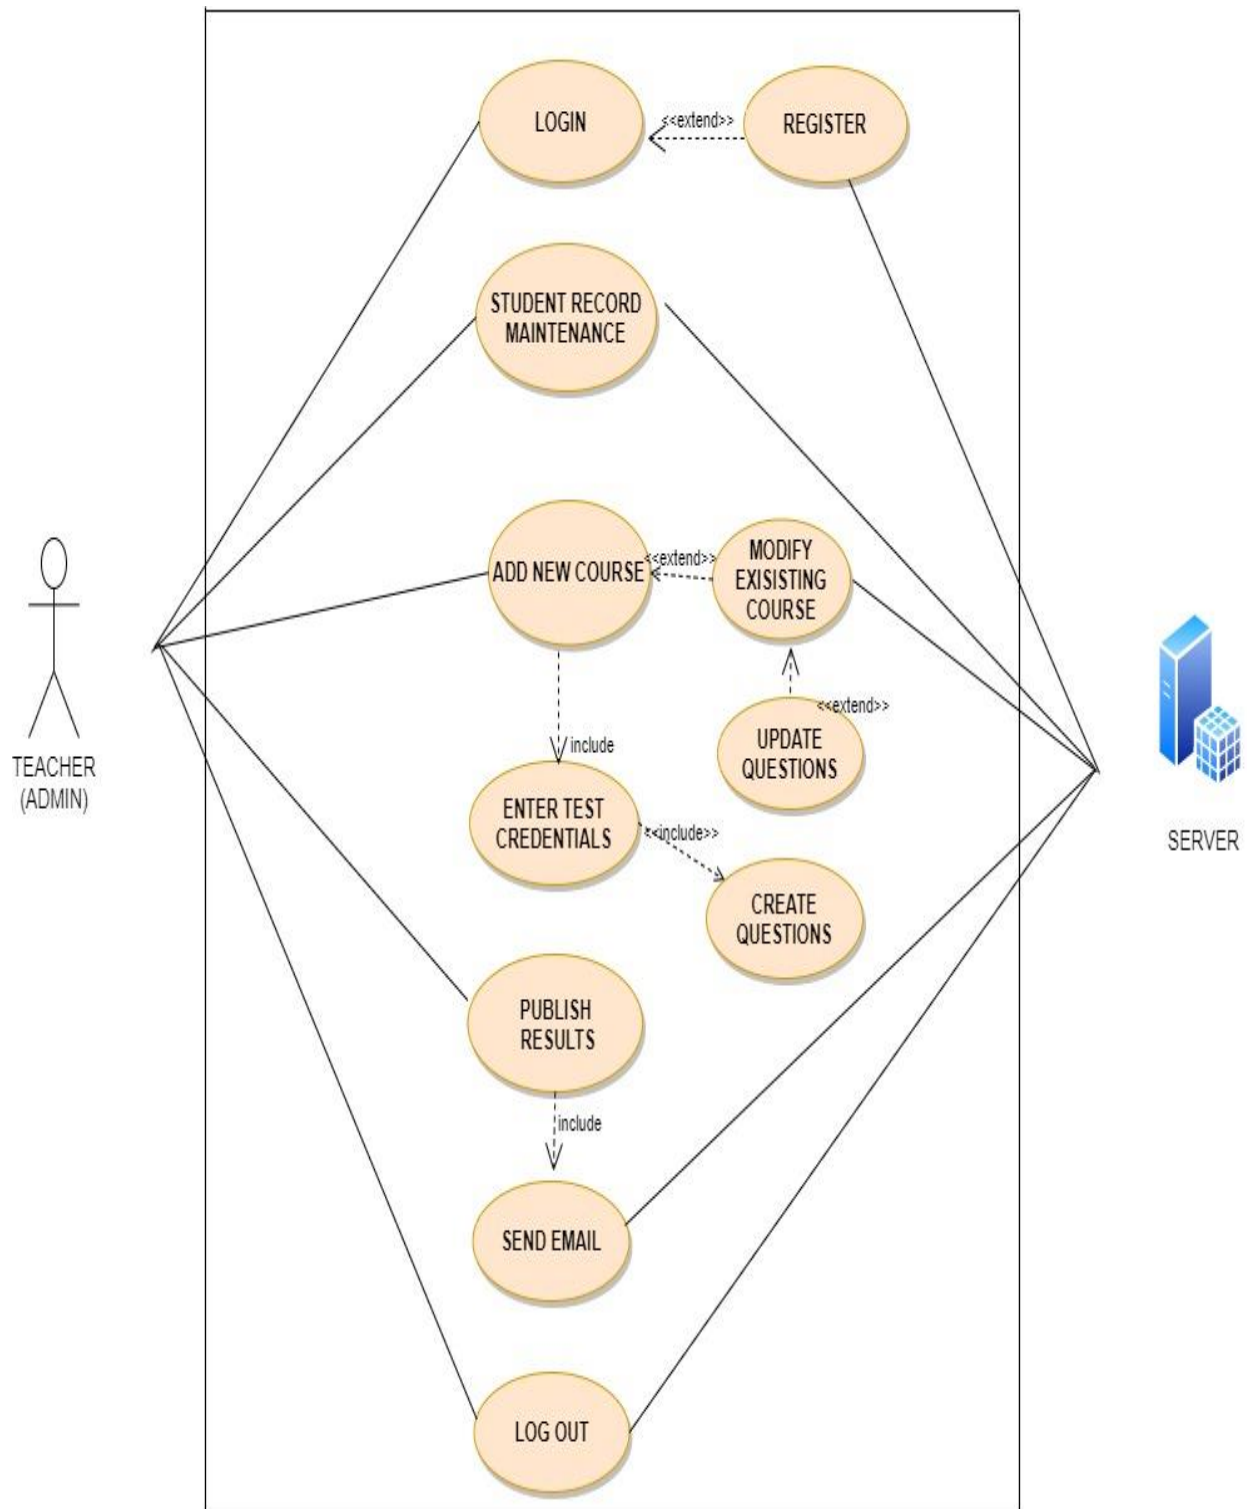 LOGIN
<<extend>>
REGISTER
STUDENT RECORD
MAINTENANCE
ADD NEW COURSE
<<extend>>
MODIFY
EXISISTING
COURSE
<<extend>>
UPDATE
QUESTIONS
include
TEACHER
(ADMIN)
ENTER TEST
CREDENTIALS
<<include>>
SERVER
CREATE
QUESTIONS
PUBLISH
RESULTS
include
SEND EMAIL
LOG OUT